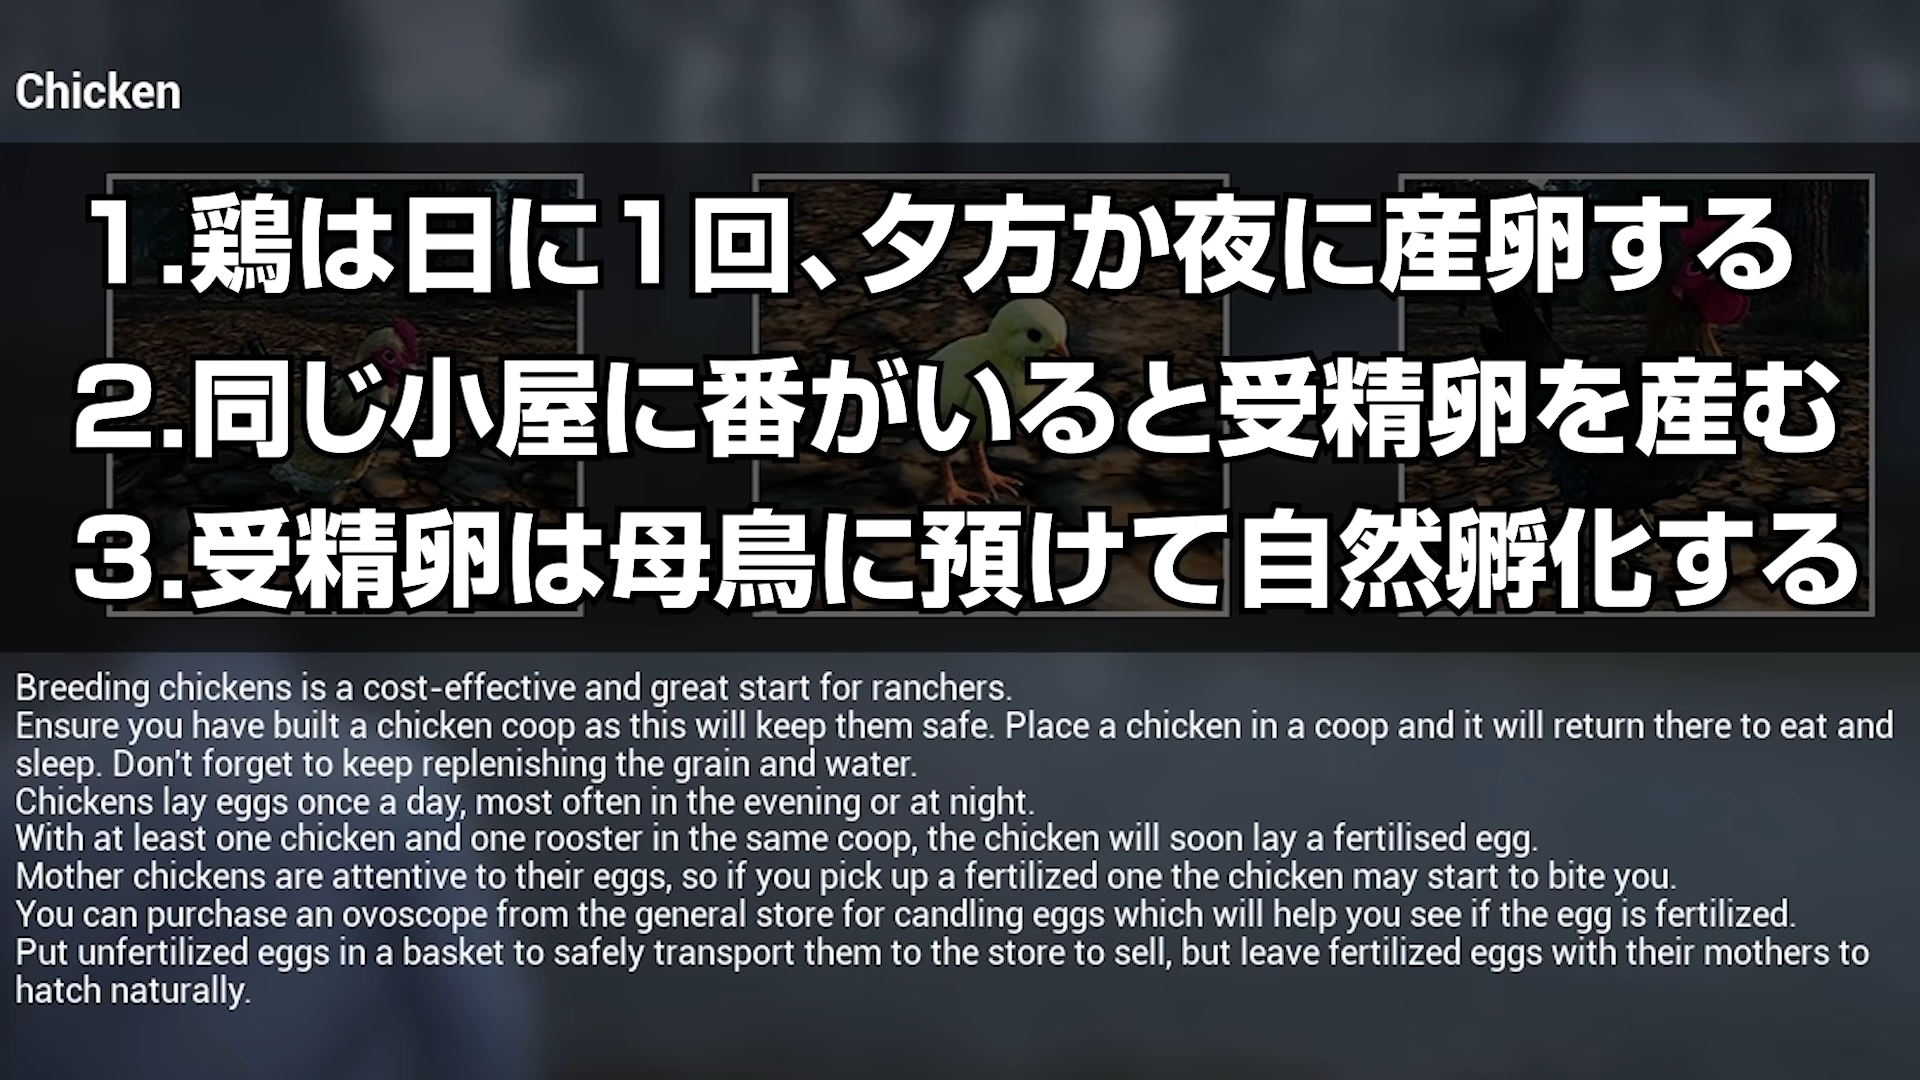 Chicken
1.鶏は日に1回、夕方か夜に産卵する
2.同じ小屋に番がいると受精卵を産む
3.受精卵は母鳥に預けて自然孵化する
Breeding chickens is a cost-effective and great start for ranchers.
Ensure you have built a chicken coop as this will keep them safe. Place a chicken in a coop and it will return there to eat and
sleep. Don't forget to keep replenishing the grain and water.
Chickens lay eggs once a day, most often in the evening or at night.
With at least one chicken and one rooster in the same coop, the chicken will soon lay a fertilised egg.
Mother chickens are attentive to their eggs, so if you pick up a fertilized one the chicken may start to bite you.
You can purchase an ovoscope from the general store for candling eggs which will help you see if the egg is fertilized.
Put unfertilized eggs in a basket to safely transport them to the store to sell, but leave fertilized eggs with their mothers to
hatch naturally.